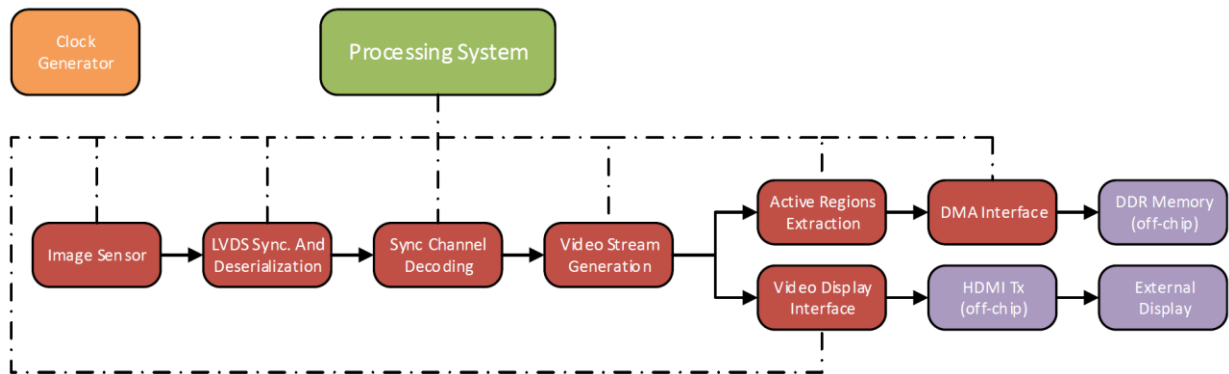 Clock
Generator
Processing System
Image Sensor
LVDS Sync. And
Deserialization
Sync Channel
Decoding
Video Stream
Generation
Active Regions
Extraction
DMA Interface
DDR Memory
(off-chip)
Video Display
Interface
HDMI Tx
(off-chip)
External
Display